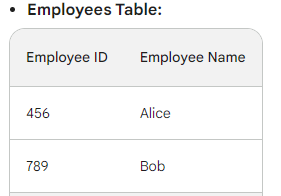 • Employees Table:
Employee ID Employee Name
456 Alice
789 Bob